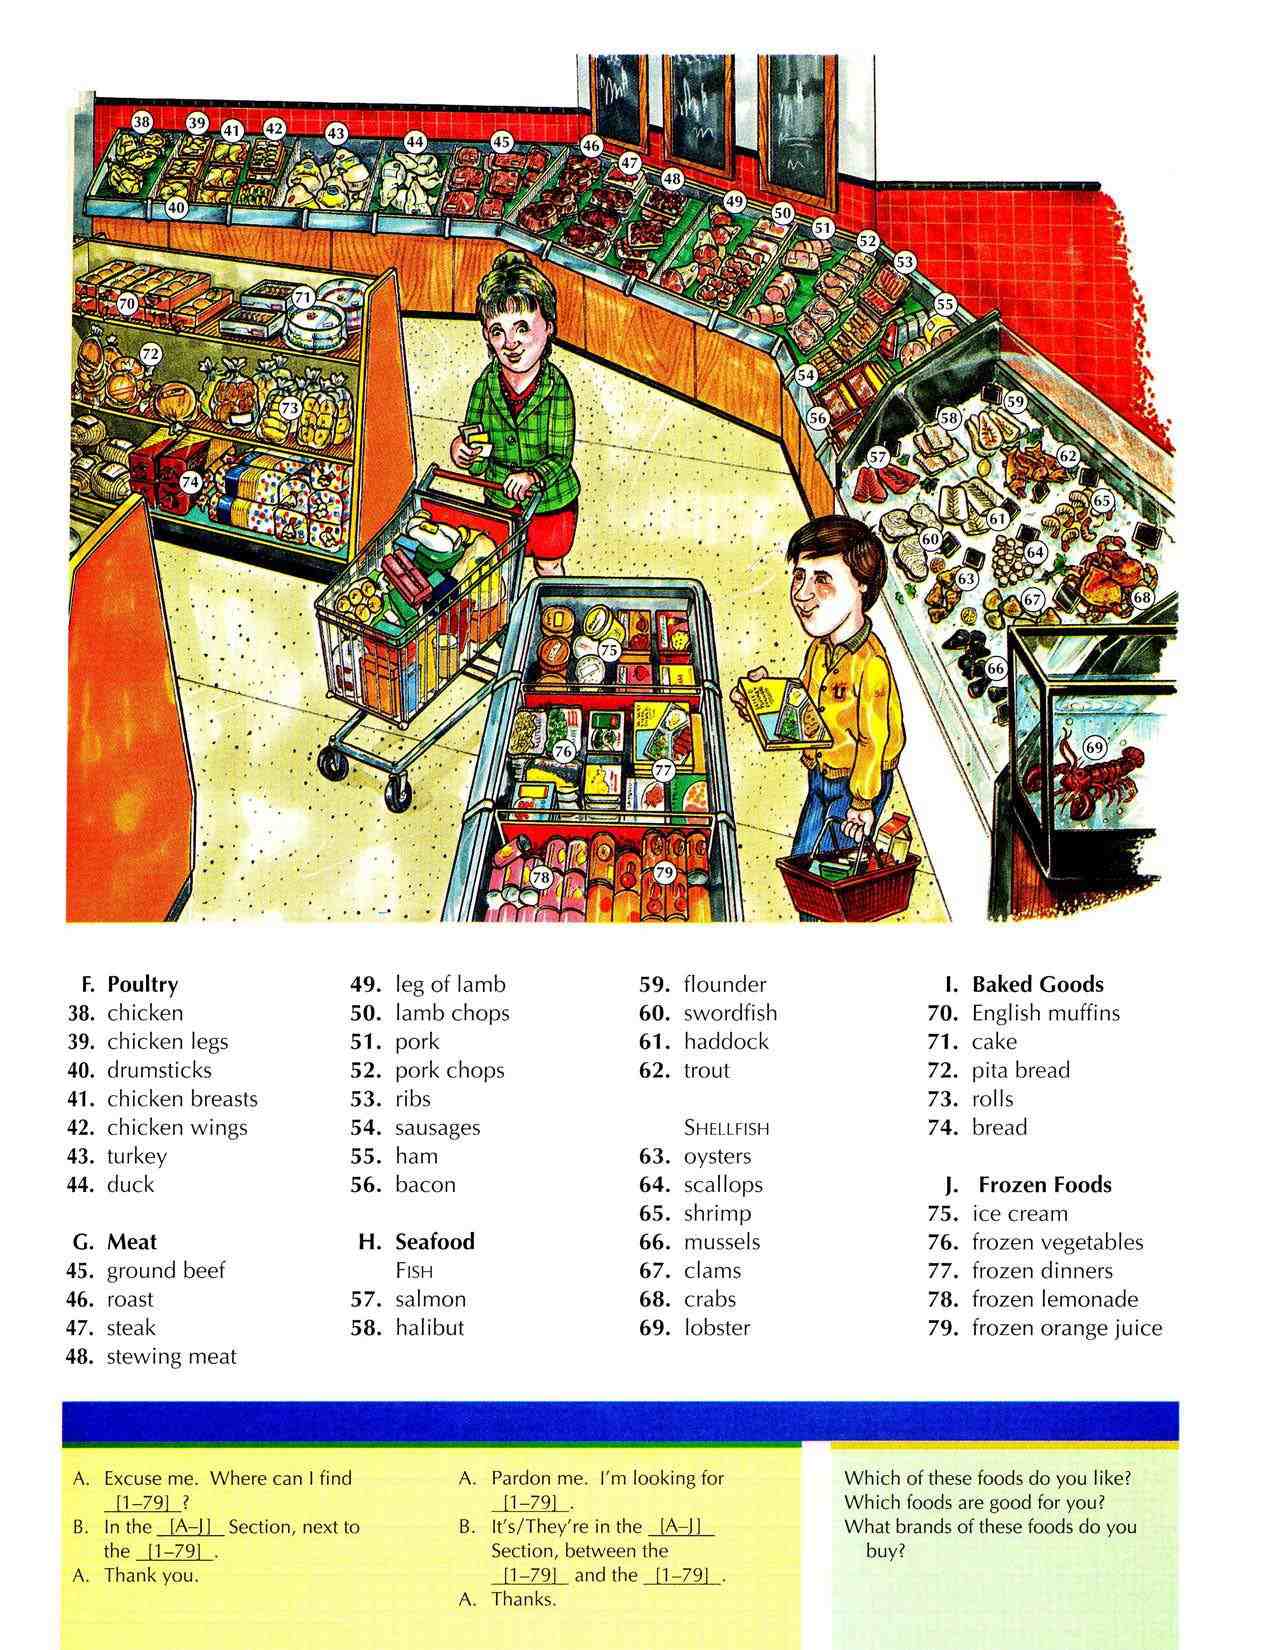 38
39
41
42
43
44
45
46
47
48
49
50
51
52
53
55
40
54
56
70
71
72
73
74
57
58
59
60
61
62
63
64
65
66
67
68
69
75
76
77
78
79
F. Poultry
38. chicken
39. chicken legs
40. drumsticks
41. chicken breasts
42. chicken wings
43. turkey
44. duck
G. Meat
45. ground beef
46. roast
47. steak
48. stewing meat
49. leg of lamb
50. lamb chops
51. pork
52. pork chops
53. ribs
54. sausages
55. ham
56. bacon
H. Seafood
FISH
57. salmon
58. halibut
59. flounder
60. swordfish
61. haddock
62. trout
SHELLFISH
63. oysters
64. scallops
65. shrimp
66. mussels
67. clams
68. crabs
69. lobster
I. Baked Goods
70. English muffins
71. cake
72. pita bread
73. rolls
74. bread
J. Frozen Foods
75. ice cream
76. frozen vegetables
77. frozen dinners
78. frozen lemonade
79. frozen orange juice
A. Excuse me. Where can I find
[1–79] ?
B. In the [A–J] Section, next to
the [1–79] .
A. Thank you.
A. Pardon me. I'm looking for
[1–79] .
B. It's/They're in the [A–J]
Section, between the
[1–79] and the [1–79] .
A. Thanks.
Which of these foods do you like?
Which foods are good for you?
What brands of these foods do you
buy?